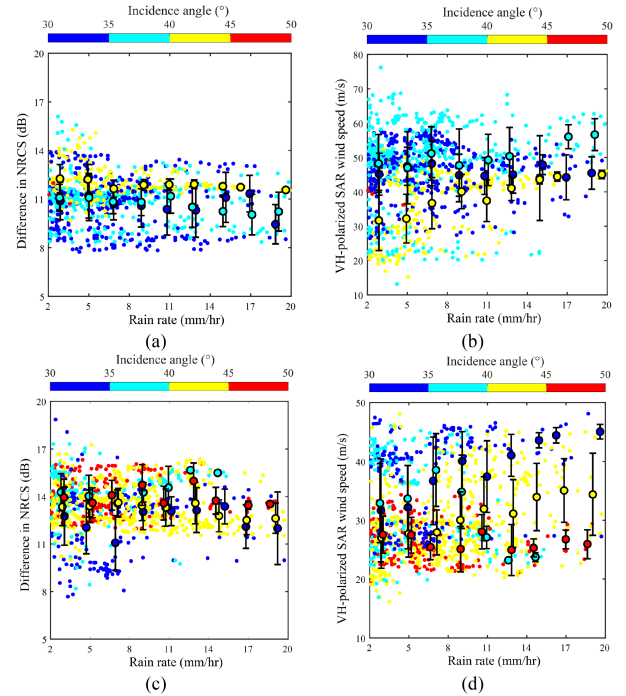 Incidence angle (°)
30 35 40 45 50
Difference in NRCS (dB)
20
17
14
11
8
5
2 5 8 11 14 17 20
Rain rate (mm/hr)
(a)
Incidence angle (°)
30 35 40 45 50
VH-polarized SAR wind speed (m/s)
80
70
60
50
40
30
20
10
2 5 8 11 14 17 20
Rain rate (mm/hr)
(b)
Incidence angle (°)
30 35 40 45 50
Difference in NRCS (dB)
20
17
14
12
8
5
2 5 8 11 14 17 20
Rain rate (mm/hr)
(c)
Incidence angle (°)
30 35 40 45 50
VH-polarized SAR wind speed (m/s)
50
40
30
20
10
2 5 8 11 14 17 20
Rain rate (mm/hr)
(d)